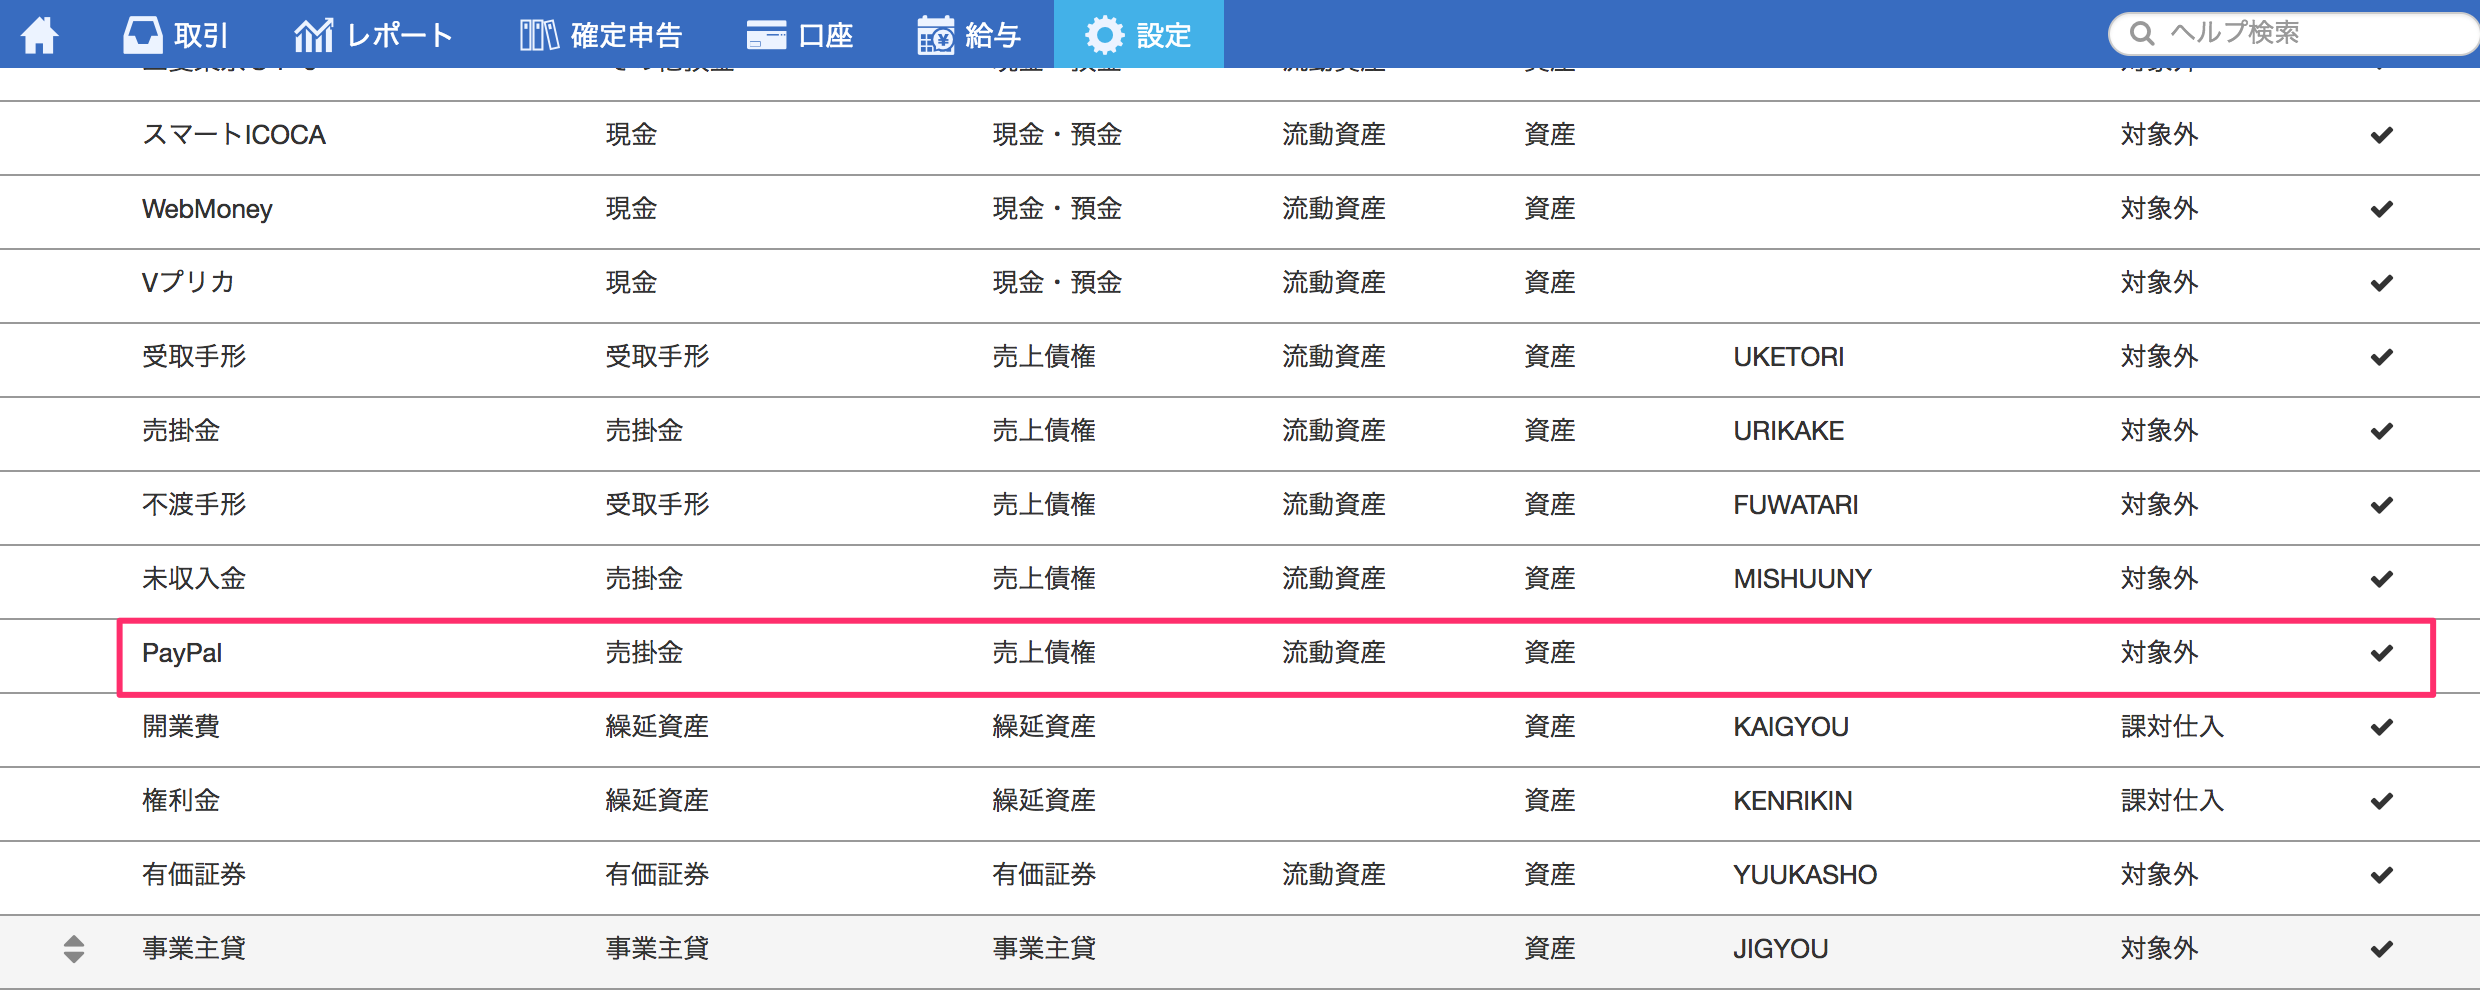 取引 レポート 確定申告 口座 給与 設定 ヘルプ検索
スマートICOCA 現金 現金・預金 流動資産 資産 対象外
WebMoney 現金 現金・預金 流動資産 資産 対象外
Vプリカ 現金 現金・預金 流動資産 資産 対象外
受取手形 受取手形 売上債権 流動資産 資産 UKETORI 対象外
売掛金 売掛金 売上債権 流動資産 資産 URIKAKE 対象外
不渡手形 受取手形 売上債権 流動資産 資産 FUWATARI 対象外
未収入金 売掛金 売上債権 流動資産 資産 MISHUUNY 対象外
PayPal 売掛金 売上債権 流動資産 資産 対象外
開業費 繰延資産 繰延資産 資産 KAIGYOU 課対仕入
権利金 繰延資産 繰延資産 資産 KENRIKIN 課対仕入
有価証券 有価証券 有価証券 流動資産 資産 YUUKASHO 対象外
事業主貸 事業主貸 事業主貸 資産 JIGYOU 対象外